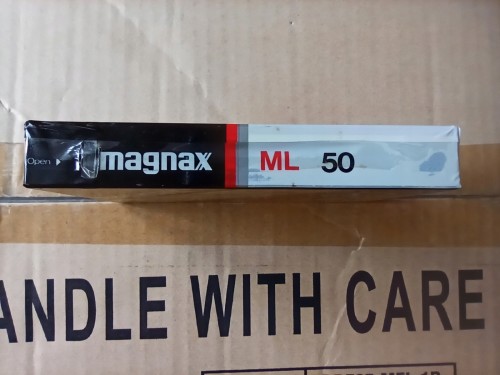 Open
magnax ML 50
ANDLE WITH CARE